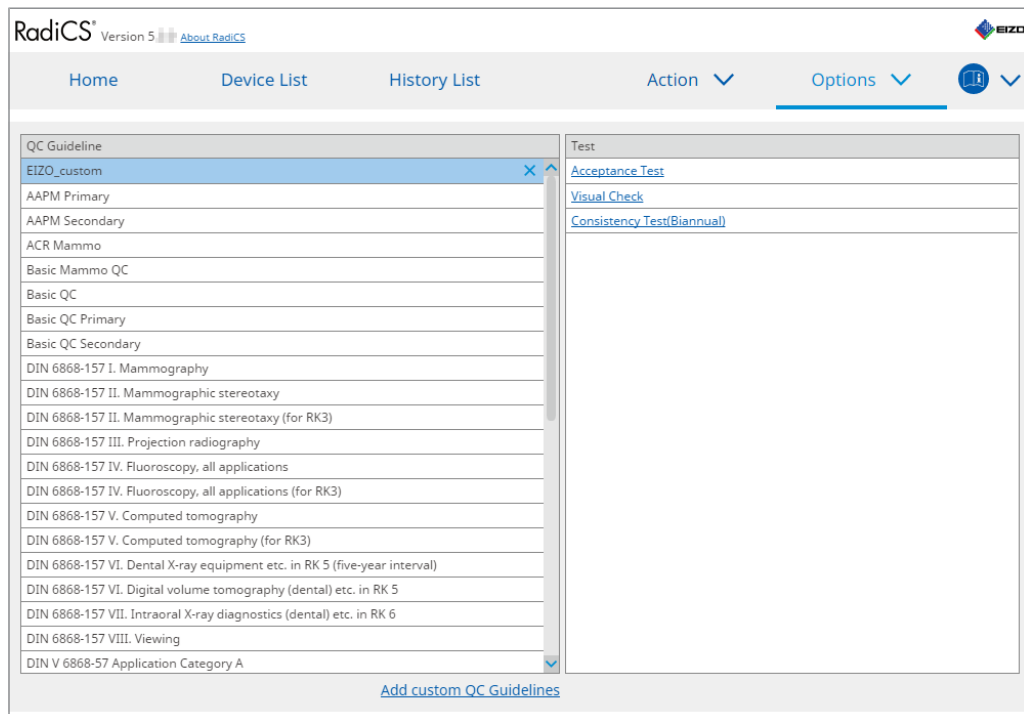 RadiCS® Version 5. About RadiCS EIZO
Home Device List History List Action Options
QC Guideline
EIZO_custom
AAPM Primary
AAPM Secondary
ACR Mammo
Basic Mammo QC
Basic QC
Basic QC Primary
Basic QC Secondary
DIN 6868-157 I. Mammography
DIN 6868-157 II. Mammographic stereotaxy
DIN 6868-157 II. Mammographic stereotaxy (for RK3)
DIN 6868-157 III. Projection radiography
DIN 6868-157 IV. Fluoroscopy, all applications
DIN 6868-157 IV. Fluoroscopy, all applications (for RK3)
DIN 6868-157 V. Computed tomography
DIN 6868-157 V. Computed tomography (for RK3)
DIN 6868-157 VI. Dental X-ray equipment etc. in RK 5 (five-year interval)
DIN 6868-157 VI. Digital volume tomography (dental) etc. in RK 5
DIN 6868-157 VII. Intraoral X-ray diagnostics (dental) etc. in RK 6
DIN 6868-157 VIII. Viewing
DIN V 6868-57 Application Category A
Test
Acceptance Test
Visual Check
Consistency Test(Biannual)
Add custom QC Guidelines